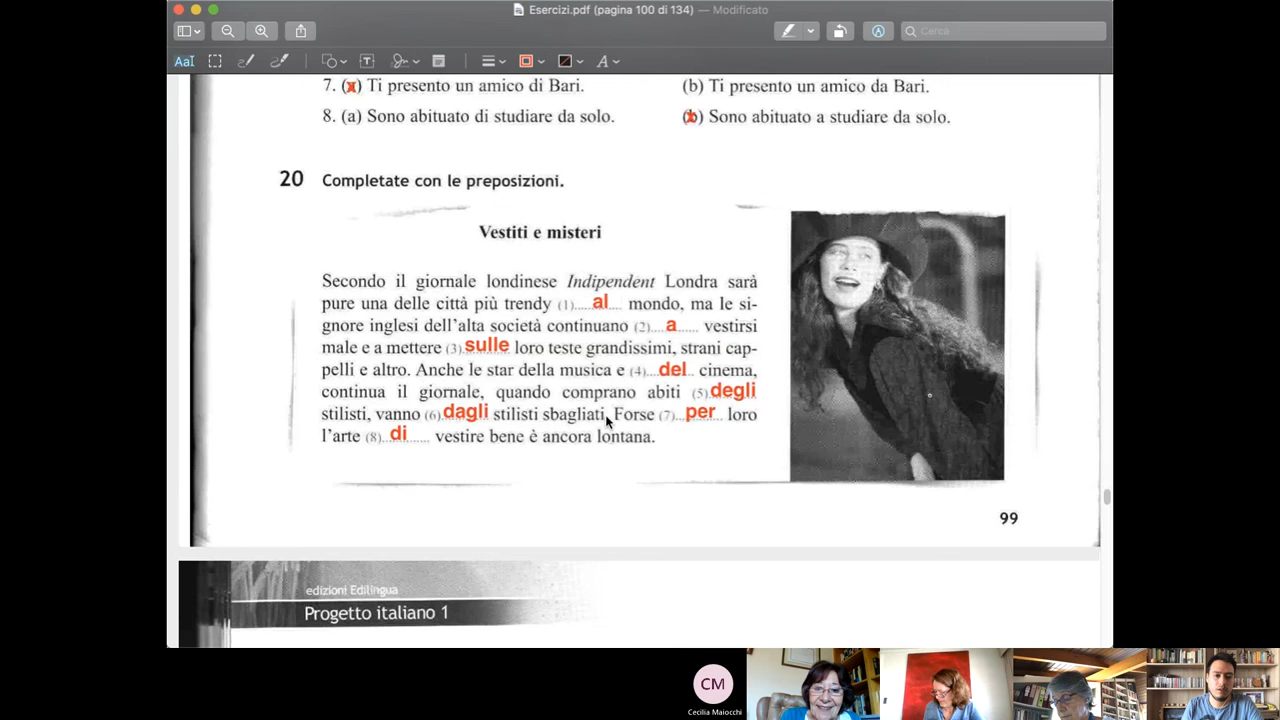 Esercizi.pdf (pagina 100 di 134) — Modificato
Cerca
AaI
7. (x) Ti presento un amico di Bari.
(b) Ti presento un amico da Bari.
8. (a) Sono abituato di studiare da solo.
(b) Sono abituato a studiare da solo.
20 Completate con le preposizioni.
Vestiti e misteri
Secondo il giornale londinese Indipendent Londra sarà
pure una delle città più trendy (1)....al.... mondo, ma le si-
gnore inglesi dell'alta società continuano (2)....a...... vestirsi
male e a mettere (3).sulle loro teste grandissimi, strani cap-
pelli e altro. Anche le star della musica e (4)....del.. cinema,
continua il giornale, quando comprano abiti (5).degli
stilisti, vanno (6).dagli stilisti sbagliati. Forse (7)....per.. loro
l'arte (8)....di...... vestire bene è ancora lontana.
99
edizioni Edilingua
Progetto italiano 1
CM
Cecilia Maiocchi